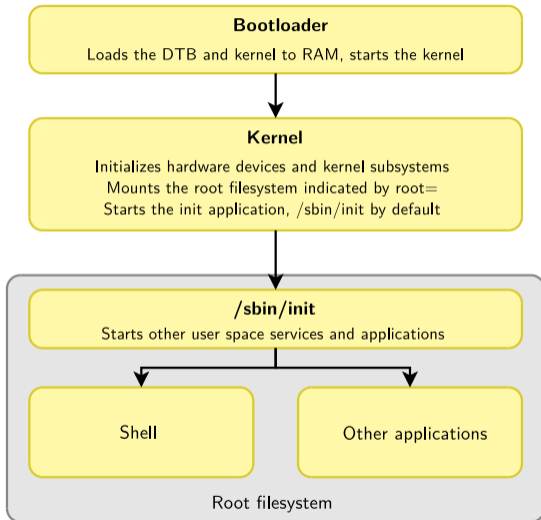 Bootloader
Loads the DTB and kernel to RAM, starts the kernel
Kernel
Initializes hardware devices and kernel subsystems
Mounts the root filesystem indicated by root=
Starts the init application, /sbin/init by default
/sbin/init
Starts other user space services and applications
Shell
Other applications
Root filesystem